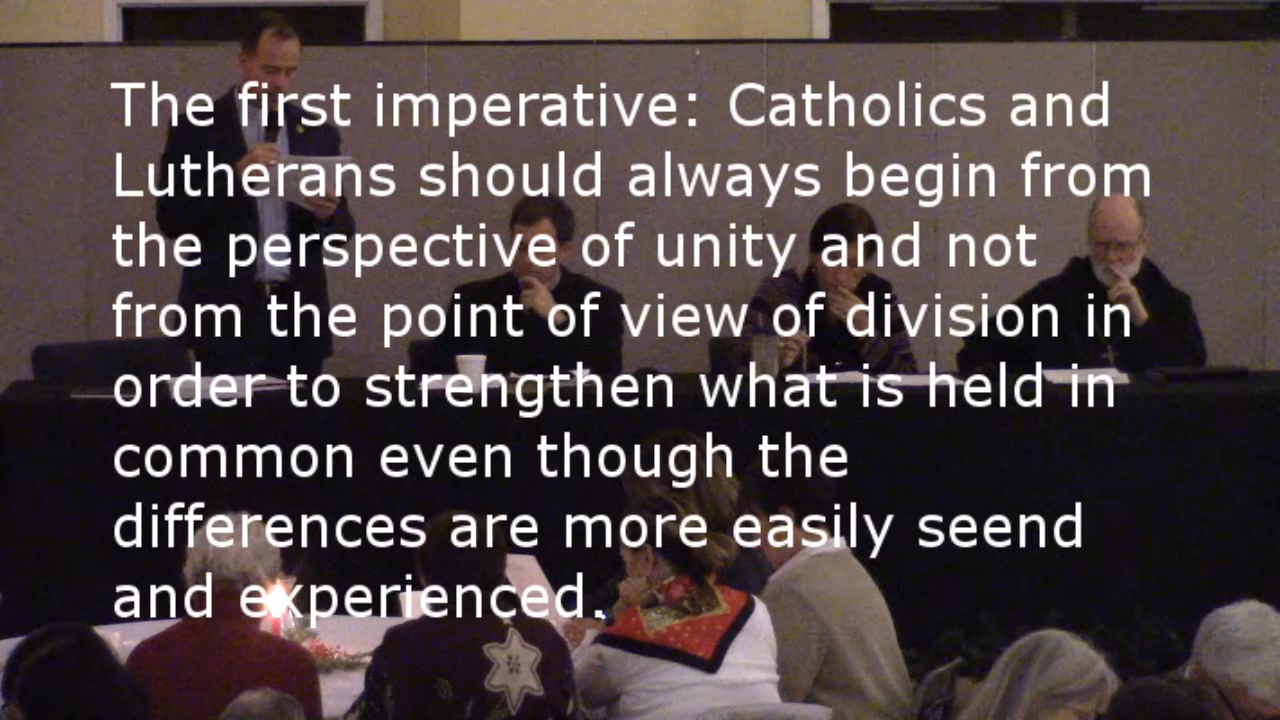 The first imperative: Catholics and
Lutherans should always begin from
the perspective of unity and not
from the point of view of division in
order to strengthen what is held in
common even though the
differences are more easily seend
and experienced.